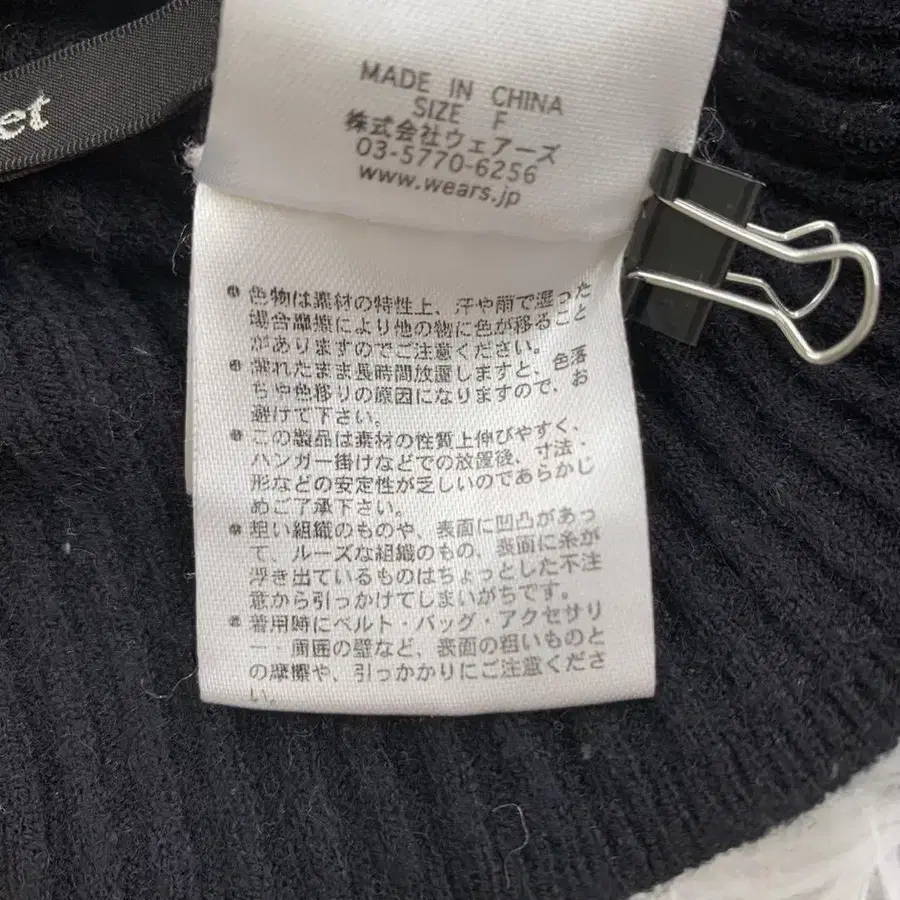 et
MADE IN CHINA
SIZE F
株式会社ウェアーズ
03-5770-6256
www.wears.jp
色物は素材の特性上、汗や雨で湿った
場合摩擦により他の物に色が移ること
がありますのでご注意ください。
濡れたまま長時間放置しますと、色落
ちや色移りの原因になりますので、お
避けて下さい。
この製品は素材の性質上伸びやすく、
ハンガー掛けなどでの放置後、寸法・
形などの安定性が乏しいのであらかじ
めご了承下さい。
粗い組織のものや、表面に凹凸があっ
て、ルーズな組織のもの、表面に糸が
浮き出ているものはちょっとした不注
意から引っかけてしまいがちです。
着用時にベルト・バッグ・アクセサリ
ー・周囲の壁など、表面の粗いものと
の摩擦や、引っかかりにご注意くださ
い